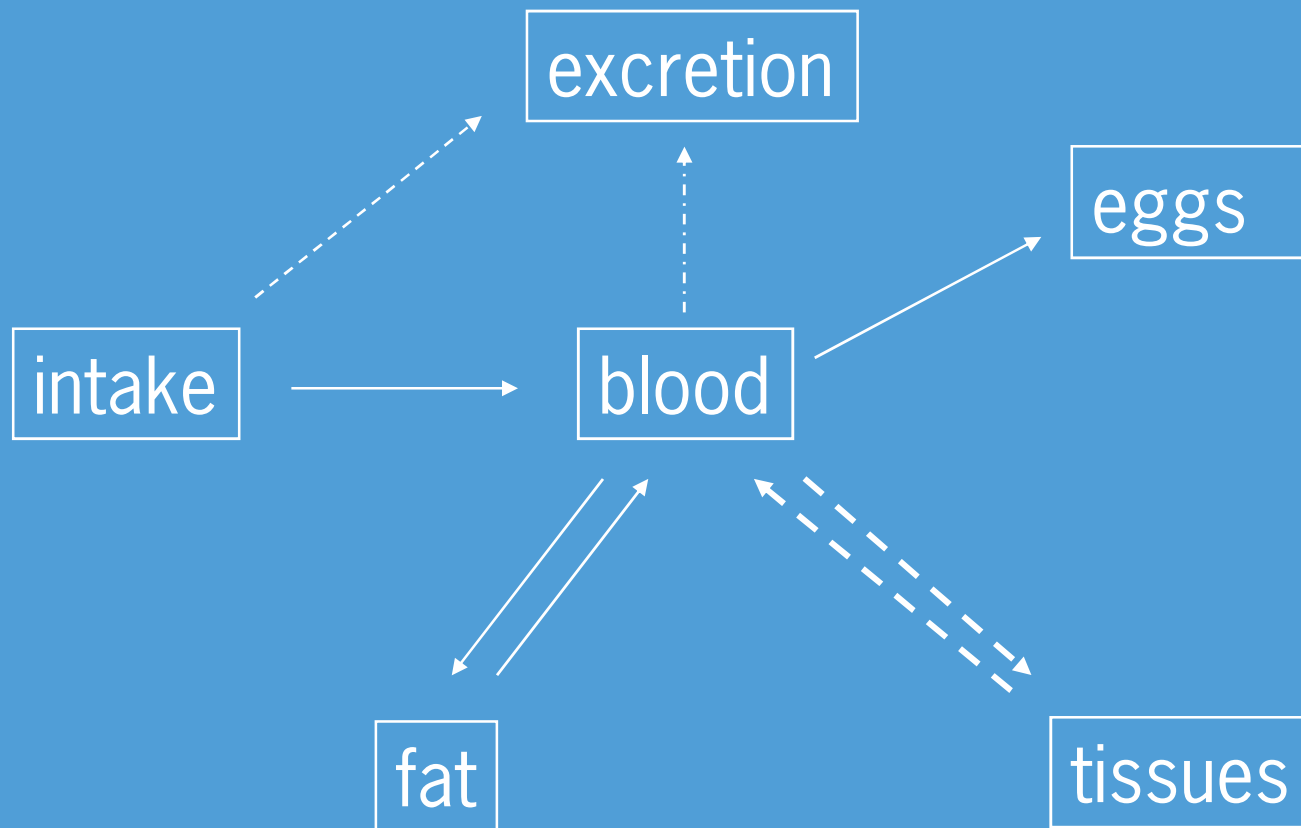 excretion
eggs
intake
blood
fat
tissues